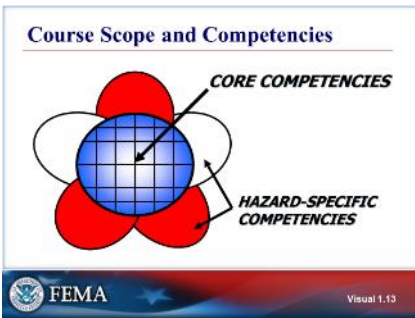 Course Scope and Competencies
CORE COMPETENCIES
HAZARD-SPECIFIC
COMPETENCIES
FEMA
Visual 1.13